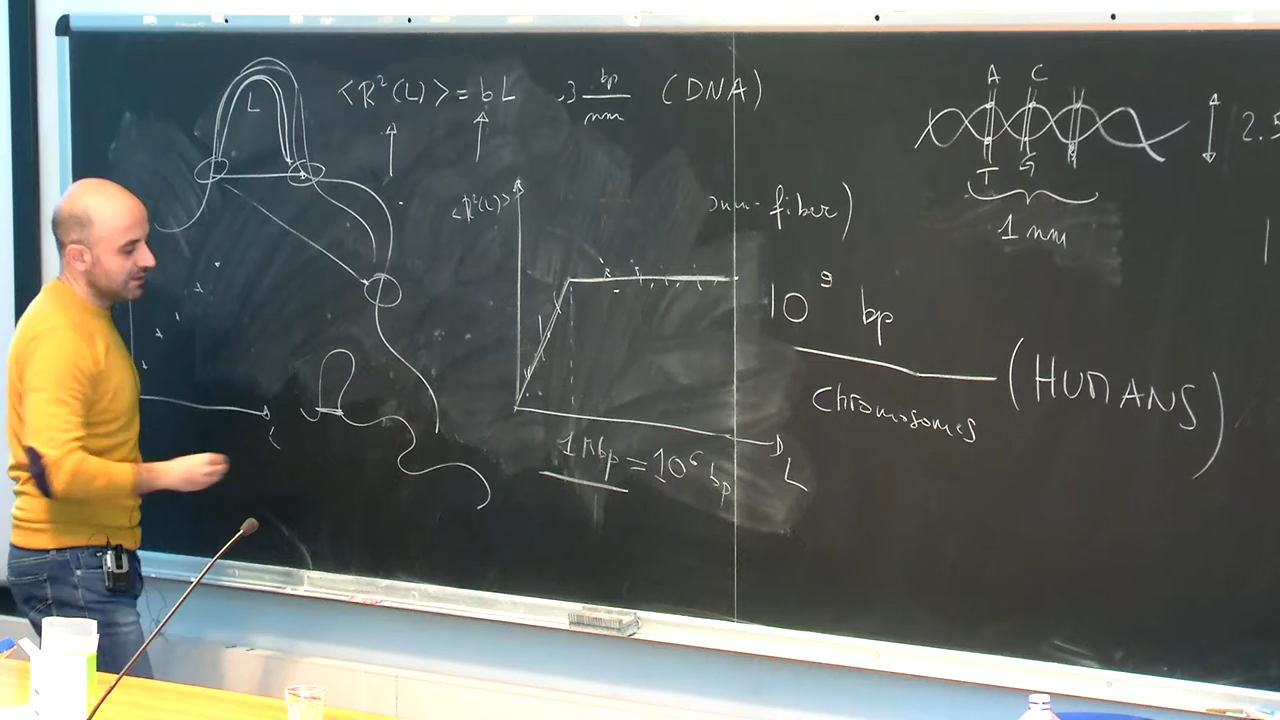 L
⟨R²(L)⟩ = bL
.3 bp/nm (DNA)
⟨R²(L)⟩
fiber)
1 Mbp = 10⁶ bp
L
10⁹ bp
chromosomes
(HUMANS)
A C
T G
1 nm
2.5